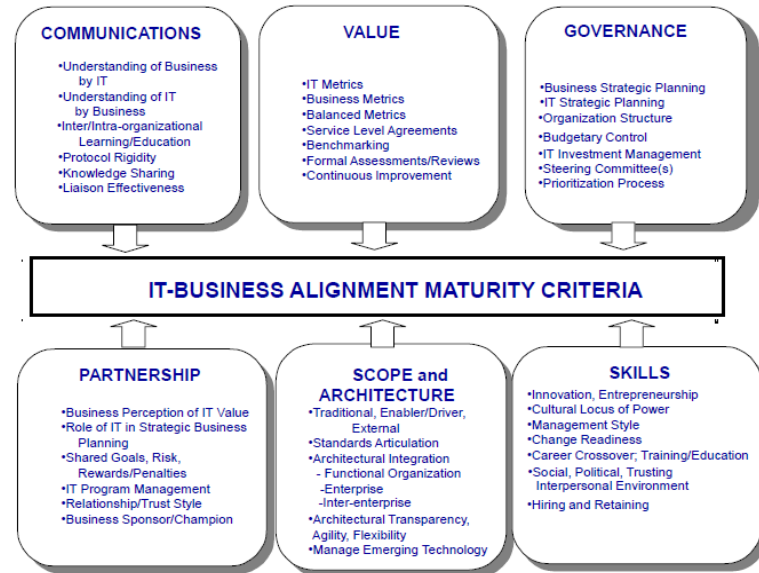 COMMUNICATIONS
•Understanding of Business
by IT
•Understanding of IT
by Business
•Inter/Intra-organizational
Learning/Education
•Protocol Rigidity
•Knowledge Sharing
•Liaison Effectiveness
VALUE
•IT Metrics
•Business Metrics
•Balanced Metrics
•Service Level Agreements
•Benchmarking
•Formal Assessments/Reviews
•Continuous Improvement
GOVERNANCE
•Business Strategic Planning
•IT Strategic Planning
•Organization Structure
•Budgetary Control
•IT Investment Management
•Steering Committee(s)
•Prioritization Process
IT-BUSINESS ALIGNMENT MATURITY CRITERIA
PARTNERSHIP
•Business Perception of IT Value
•Role of IT in Strategic Business
Planning
•Shared Goals, Risk,
Rewards/Penalties
•IT Program Management
•Relationship/Trust Style
•Business Sponsor/Champion
SCOPE and
ARCHITECTURE
•Traditional, Enabler/Driver,
External
•Standards Articulation
•Architectural Integration
- Functional Organization
-Enterprise
-Inter-enterprise
•Architectural Transparency,
Agility, Flexibility
•Manage Emerging Technology
SKILLS
•Innovation, Entrepreneurship
•Cultural Locus of Power
•Management Style
•Change Readiness
•Career Crossover; Training/Education
•Social, Political, Trusting
Interpersonal Environment
•Hiring and Retaining